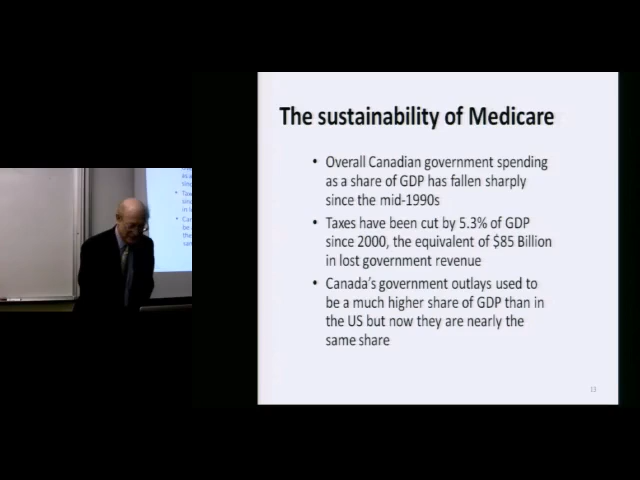 The sustainability of Medicare
• Overall Canadian government spending
as a share of GDP has fallen sharply
since the mid-1990s
• Taxes have been cut by 5.3% of GDP
since 2000, the equivalent of $85 Billion
in lost government revenue
• Canada's government outlays used to
be a much higher share of GDP than in
the US but now they are nearly the
same share
13